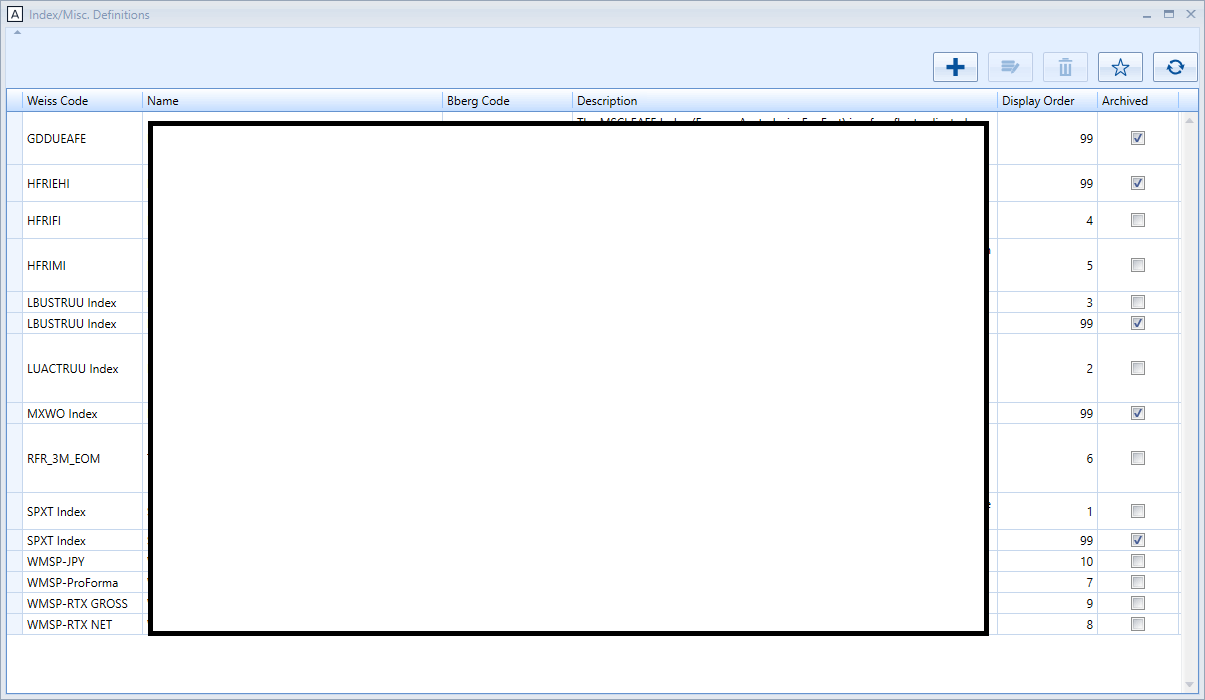 A Index/Misc. Definitions
Weiss Code Name Bberg Code Description Display Order Archived
GDDUEAFE 99
HFRIEHI 99
HFRIFI 4
HFRIMI 5
LBUSTRUU Index 3
LBUSTRUU Index 99
LUACTRUU Index 2
MXWO Index 99
RFR_3M_EOM 6
SPXT Index 1
SPXT Index 99
WMSP-JPY 10
WMSP-ProForma 7
WMSP-RTX GROSS 9
WMSP-RTX NET 8